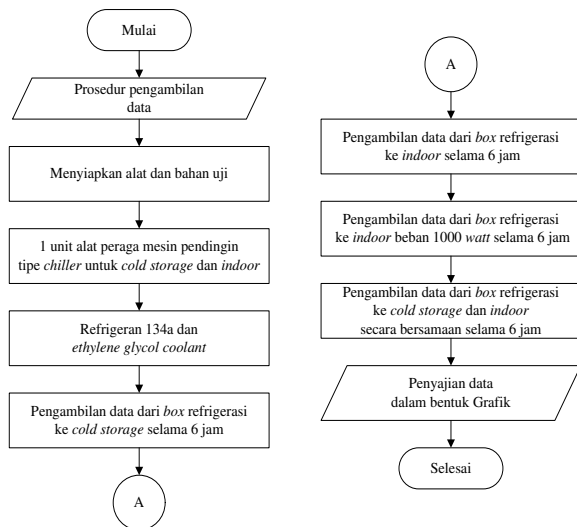 Mulai
Prosedur pengambilan
data
Menyiapkan alat dan bahan uji
1 unit alat peraga mesin pendingin
tipe chiller untuk cold storage dan indoor
Refrigeran 134a dan
ethylene glycol coolant
Pengambilan data dari box refrigerasi
ke cold storage selama 6 jam
A
A
Pengambilan data dari box refrigerasi
ke indoor selama 6 jam
Pengambilan data dari box refrigerasi
ke indoor beban 1000 watt selama 6 jam
Pengambilan data dari box refrigerasi
ke cold storage dan indoor
secara bersamaan selama 6 jam
Penyajian data
dalam bentuk Grafik
Selesai